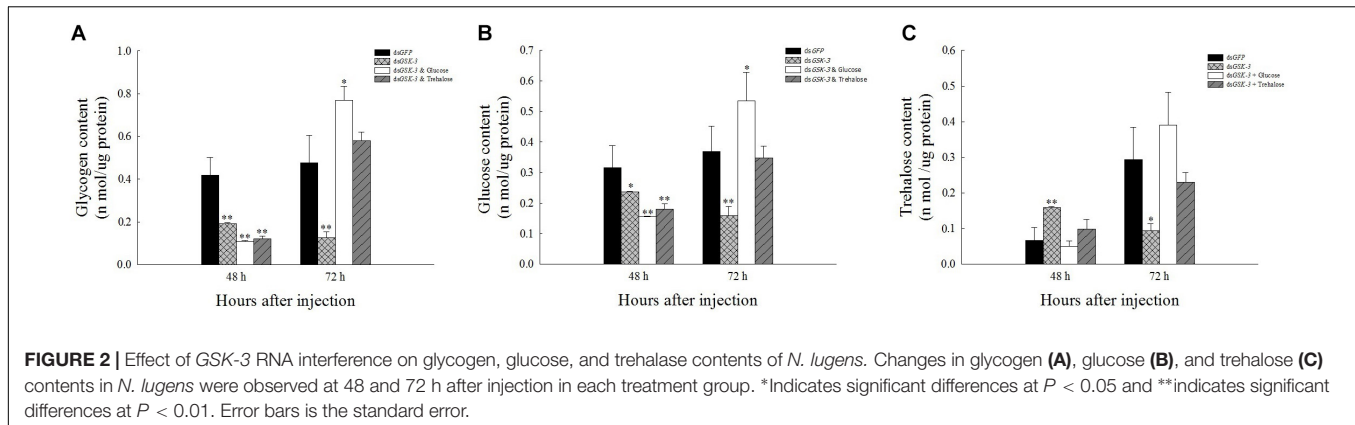 A
Glycogen content
(n mol/ug protein)
1.0
0.8
0.6
0.4
0.2
0.0
dsGFP
dsGSK-3
dsGSK-3 & Glucose
dsGSK-3 & Trehalose
**
**
**
**
*
48 h
72 h
Hours after injection
B
Glucose content
(n mol/ug protein)
0.7
0.6
0.5
0.4
0.3
0.2
0.1
0.0
dsGFP
dsGSK-3
dsGSK-3 & Glucose
dsGSK-3 & Trehalose
*
**
**
**
*
48 h
72 h
Hours after injection
C
Trehalose content
(n mol /ug protein)
0.6
0.5
0.4
0.3
0.2
0.1
0.0
dsGFP
dsGSK-3
dsGSK-3 + Glucose
dsGSK-3 + Trehalose
**
*
48 h
72 h
Hours after injection
FIGURE 2 | Effect of GSK-3 RNA interference on glycogen, glucose, and trehalase contents of N. lugens. Changes in glycogen (A), glucose (B), and trehalose (C)
contents in N. lugens were observed at 48 and 72 h after injection in each treatment group. *Indicates significant differences at P < 0.05 and **indicates significant
differences at P < 0.01. Error bars is the standard error.